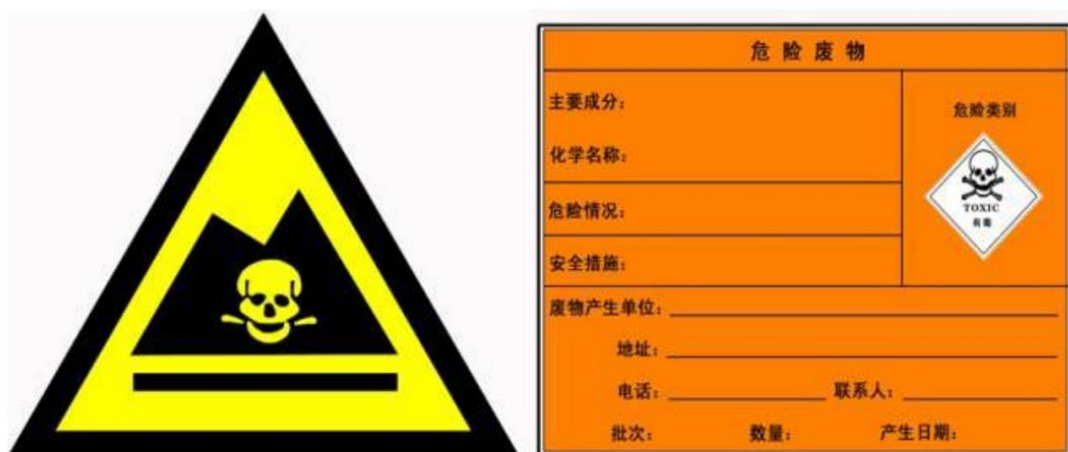 危险废物
主要成分：
危险类别
化学名称：
TOXIC
有毒
危险情况：
安全措施：
废物产生单位：
地址：
电话： 联系人：
批次： 数量： 产生日期：